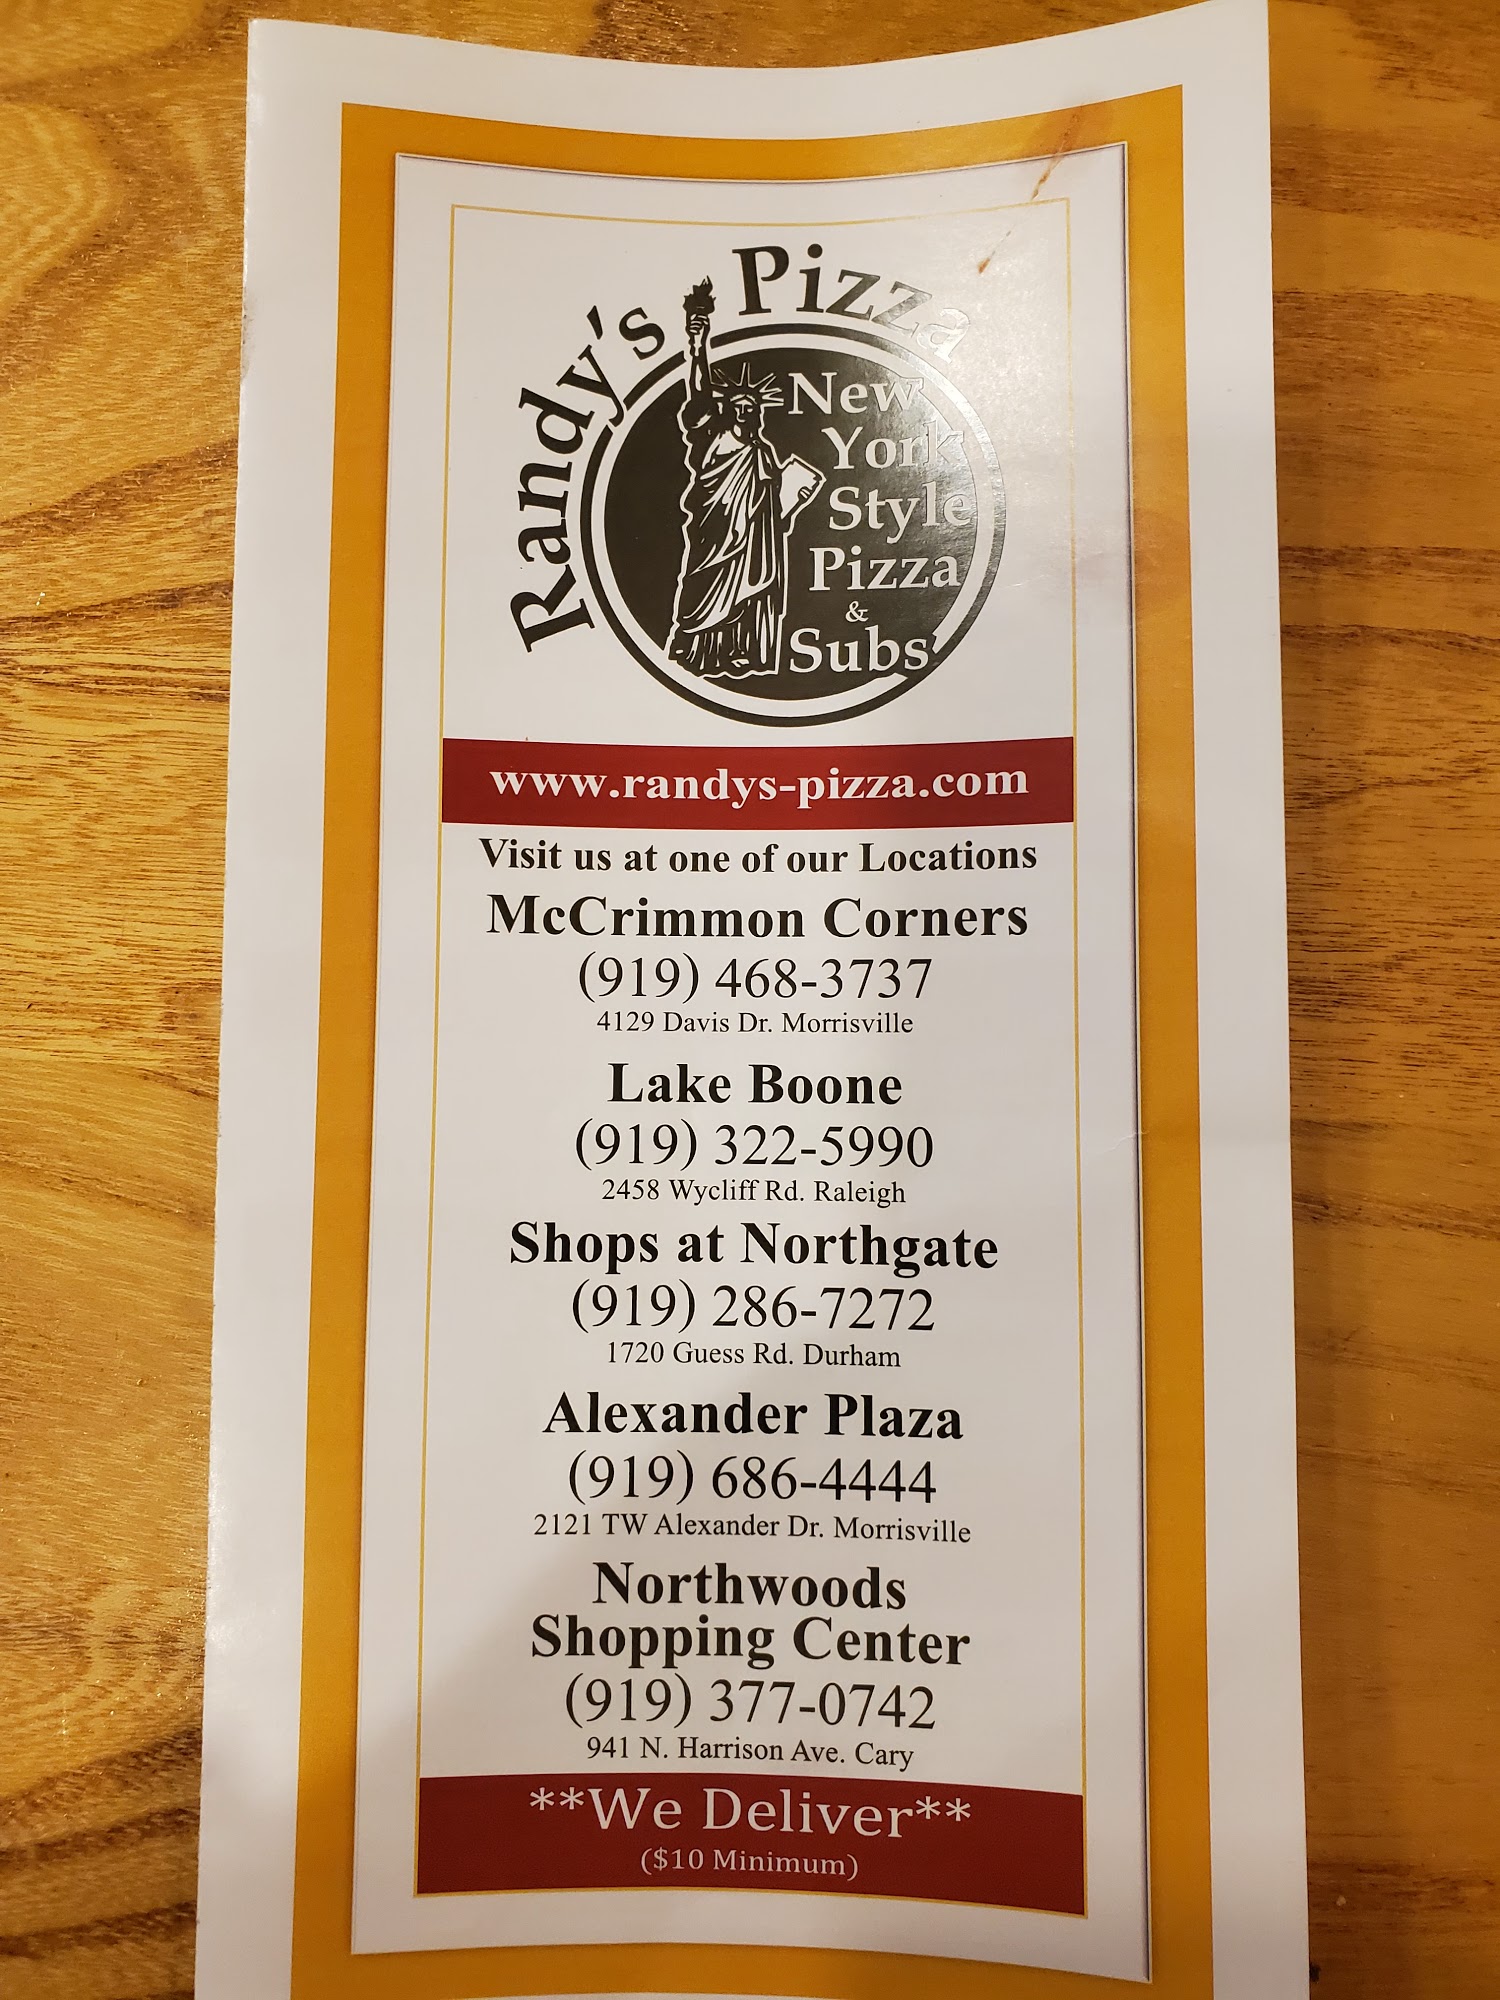 Randy's Pizza
New
York
Style
Pizza
&
Subs
www.randys-pizza.com
Visit us at one of our Locations
McCrimmon Corners
(919) 468-3737
4129 Davis Dr. Morrisville
Lake Boone
(919) 322-5990
2458 Wycliff Rd. Raleigh
Shops at Northgate
(919) 286-7272
1720 Guess Rd. Durham
Alexander Plaza
(919) 686-4444
2121 TW Alexander Dr. Morrisville
Northwoods
Shopping Center
(919) 377-0742
941 N. Harrison Ave. Cary
**We Deliver**
($10 Minimum)